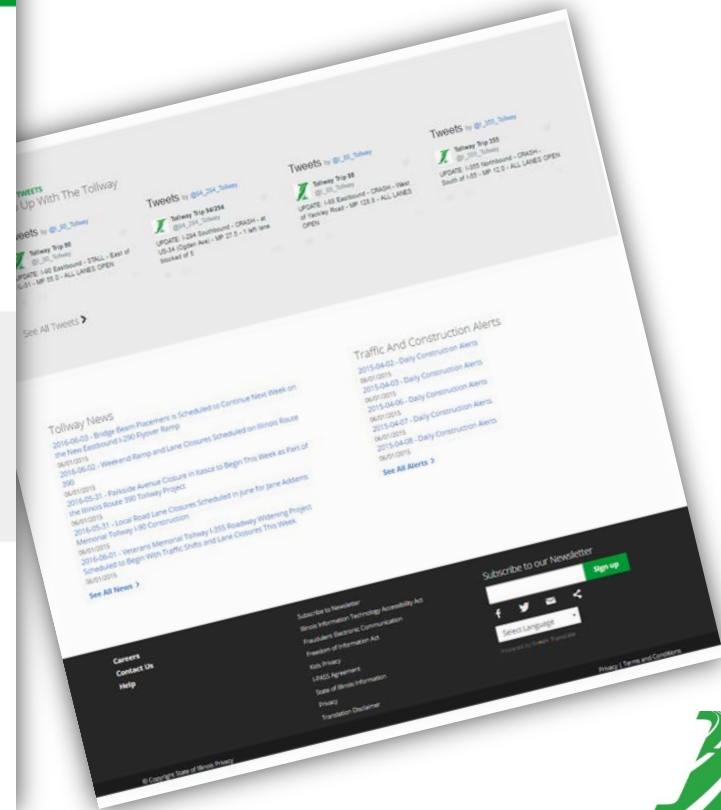 TWEETS
Up With The Tollway
Tweets by @I_90_Tollway
Tollway Trip 90
@I_90_Tollway
UPDATE: I-90 Eastbound - STALL - East of
IL-31 - MP 55.0 - ALL LANES OPEN
Tweets by @94_294_Tollway
Tollway Trip 94/294
@94_294_Tollway
UPDATE: I-294 Southbound - CRASH - at
US-34 (Ogden Ave) - MP 27.5 - 1 left lane
blocked of 5
Tweets by @I_88_Tollway
Tollway Trip 88
@I_88_Tollway
UPDATE: I-88 Eastbound - CRASH - West
of Yackley Road - MP 128.8 - ALL LANES
OPEN
Tweets by @I_355_Tollway
Tollway Trip 355
@I_355_Tollway
UPDATE: I-355 Northbound - CRASH -
South of I-55 - MP 12.0 - ALL LANES OPEN
See All Tweets >
Tollway News
2016-06-03 - Bridge Beam Placement is Scheduled to Continue Next Week on
the New Eastbound I-290 Flyover Ramp
06/01/2015
2016-06-02 - Weekend Ramp and Lane Closures Scheduled on Illinois Route
390
06/01/2015
2016-05-31 - Parkside Avenue Closure in Itasca to Begin This Week as Part of
the Illinois Route 390 Tollway Project
06/01/2015
2016-05-31 - Local Road Lane Closures Scheduled in June for Jane Addams
Memorial Tollway I-90 Construction
06/01/2015
2016-06-01 - Veterans Memorial Tollway I-355 Roadway Widening Project
Scheduled to Begin With Traffic Shifts and Lane Closures This Week
06/01/2015
See All News >
Traffic And Construction Alerts
2015-04-02 - Daily Construction Alerts
06/01/2015
2015-04-03 - Daily Construction Alerts
06/01/2015
2015-04-06 - Daily Construction Alerts
06/01/2015
2015-04-07 - Daily Construction Alerts
06/01/2015
2015-04-08 - Daily Construction Alerts
06/01/2015
See All Alerts >
Careers
Contact Us
Help
Subscribe to Newsletter
Illinois Information Technology Accessibility Act
Fraudulent Electronic Communication
Freedom of Information Act
Kids Privacy
I-PASS Agreement
State of Illinois Information
Privacy
Translation Disclaimer
Subscribe to our Newsletter
Sign up
Select Language
Powered by Google Translate
© Copyright State of Illinois Privacy
Privacy | Terms and Conditions